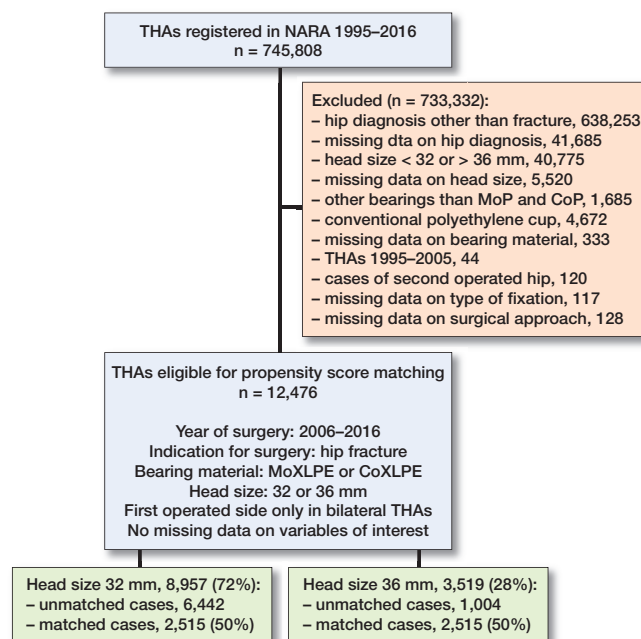 THAs registered in NARA 1995–2016
n = 745,808
Excluded (n = 733,332):
– hip diagnosis other than fracture, 638,253
– missing dta on hip diagnosis, 41,685
– head size < 32 or > 36 mm, 40,775
– missing data on head size, 5,520
– other bearings than MoP and CoP, 1,685
– conventional polyethylene cup, 4,672
– missing data on bearing material, 333
– THAs 1995–2005, 44
– cases of second operated hip, 120
– missing data on type of fixation, 117
– missing data on surgical approach, 128
THAs eligible for propensity score matching
n = 12,476
Year of surgery: 2006–2016
Indication for surgery: hip fracture
Bearing material: MoXLPE or CoXLPE
Head size: 32 or 36 mm
First operated side only in bilateral THAs
No missing data on variables of interest
Head size 32 mm, 8,957 (72%):
– unmatched cases, 6,442
– matched cases, 2,515 (50%)
Head size 36 mm, 3,519 (28%):
– unmatched cases, 1,004
– matched cases, 2,515 (50%)